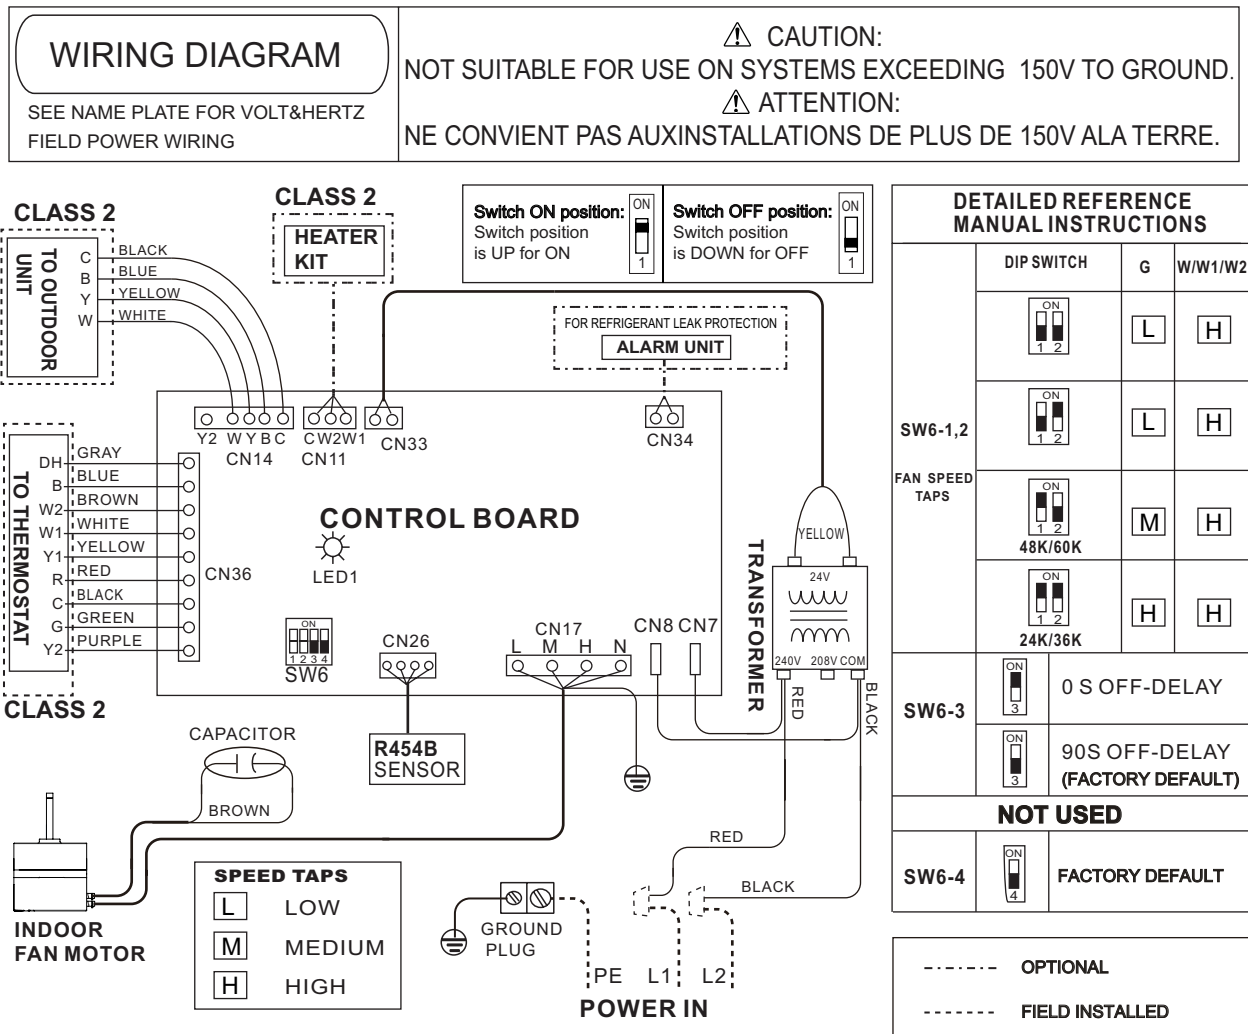 WIRING DIAGRAM
SEE NAME PLATE FOR VOLT&HERTZ
FIELD POWER WIRING
⚠ CAUTION:
NOT SUITABLE FOR USE ON SYSTEMS EXCEEDING 150V TO GROUND.
⚠ ATTENTION:
NE CONVIENT PAS AUXINSTALLATIONS DE PLUS DE 150V ALA TERRE.
CLASS 2
TO OUTDOOR
UNIT
C
B
Y
W
BLACK
BLUE
YELLOW
WHITE
CLASS 2
HEATER
KIT
Switch ON position:
Switch position
is UP for ON
ON
1
Switch OFF position:
Switch position
is DOWN for OFF
ON
1
FOR REFRIGERANT LEAK PROTECTION
ALARM UNIT
Y2 W Y B C
CN14
C W2 W1
CN11
CN33
CN34
TO THERMOSTAT
DH
B
W2
W1
Y1
R
C
G
Y2
GRAY
BLUE
BROWN
WHITE
YELLOW
RED
BLACK
GREEN
PURPLE
CN36
CLASS 2
CONTROL BOARD
LED1
ON
1 2 3 4
SW6
CN26
R454B
SENSOR
CN17
L M H N
CN8 CN7
TRANSFORMER
YELLOW
24V
240V 208V COM
RED
BLACK
CAPACITOR
BROWN
INDOOR
FAN MOTOR
SPEED TAPS
L LOW
M MEDIUM
H HIGH
GROUND
PLUG
RED
BLACK
PE L1 L2
POWER IN
DETAILED REFERENCE
MANUAL INSTRUCTIONS
DIP SWITCH G W/W1/W2
SW6-1,2
FAN SPEED
TAPS
ON
1 2
L H
ON
1 2
L H
ON
1 2
48K/60K
M H
ON
1 2
24K/36K
H H
SW6-3
ON
3
0 S OFF-DELAY
ON
3
90S OFF-DELAY
(FACTORY DEFAULT)
NOT USED
SW6-4
ON
4
FACTORY DEFAULT
OPTIONAL
FIELD INSTALLED